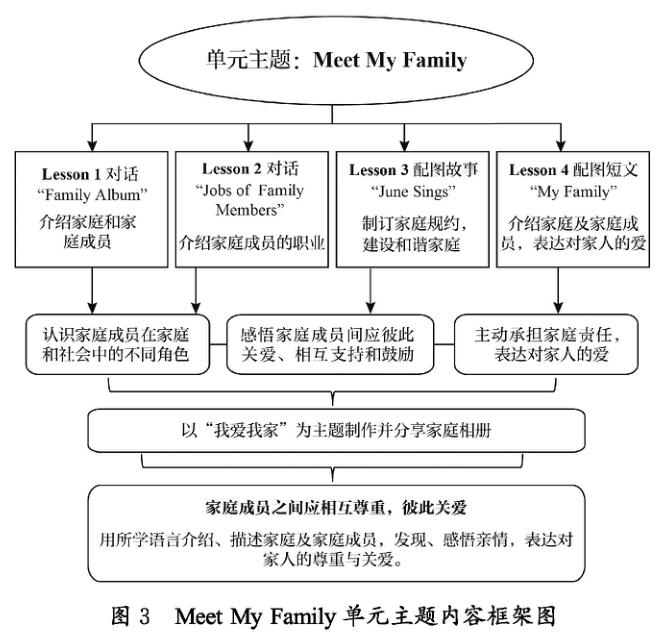 单元主题：Meet My Family
Lesson 1 对话
“Family Album”
介绍家庭和家
庭成员
Lesson 2 对话
“Jobs of Family
Members”
介绍家庭成员的职业
Lesson 3 配图故事
“June Sings”
制订家庭规约，
建设和谐家庭
Lesson 4 配图短文
“My Family”
介绍家庭及家庭成
员，表达对家人的爱
认识家庭成员在家庭
和社会中的不同角色
感悟家庭成员间应彼此
关爱、相互支持和鼓励
主动承担家庭责任，
表达对家人的爱
以“我爱我家”为主题制作并分享家庭相册
家庭成员之间应相互尊重，彼此关爱
用所学语言介绍、描述家庭及家庭成员，发现、感悟亲情，表达对
家人的尊重与关爱。
图 3 Meet My Family 单元主题内容框架图